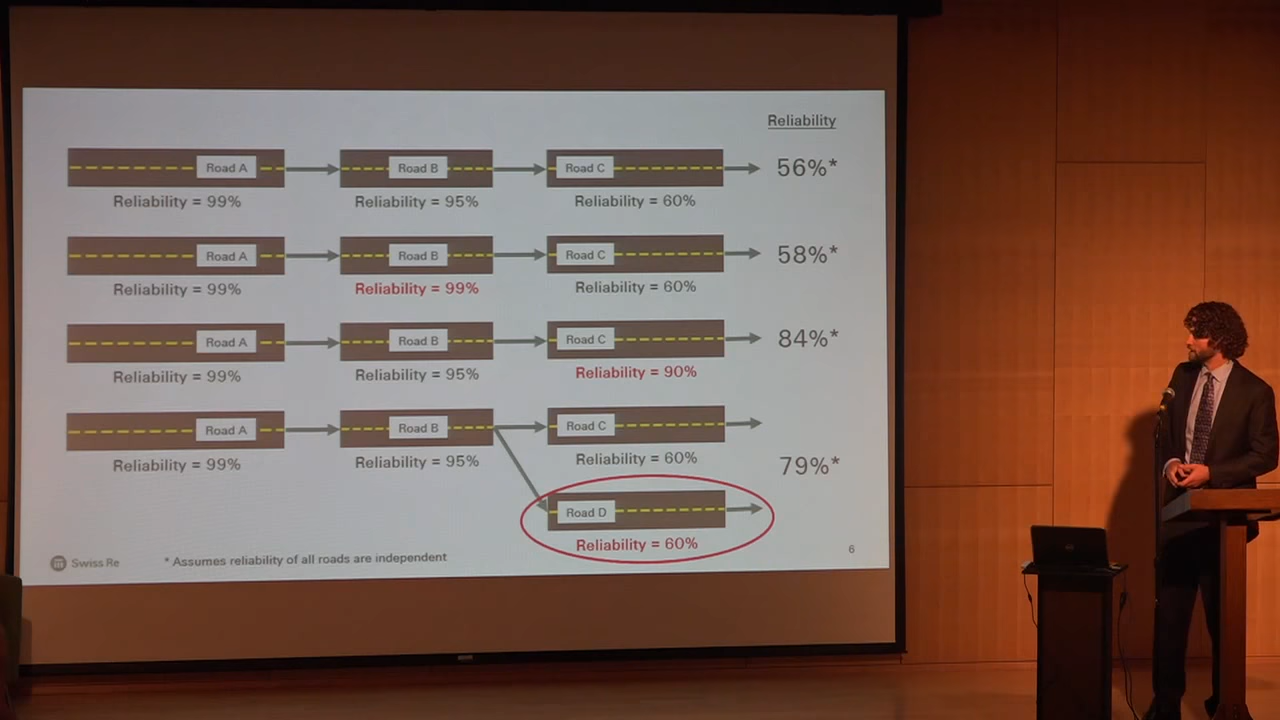 Reliability
Road A Road B Road C 56%*
Reliability = 99% Reliability = 95% Reliability = 60%
Road A Road B Road C 58%*
Reliability = 99% Reliability = 99% Reliability = 60%
Road A Road B Road C 84%*
Reliability = 99% Reliability = 95% Reliability = 90%
Road A Road B Road C
Reliability = 99% Reliability = 95% Reliability = 60%
79%*
Road D
Reliability = 60%
Swiss Re * Assumes reliability of all roads are independent 6